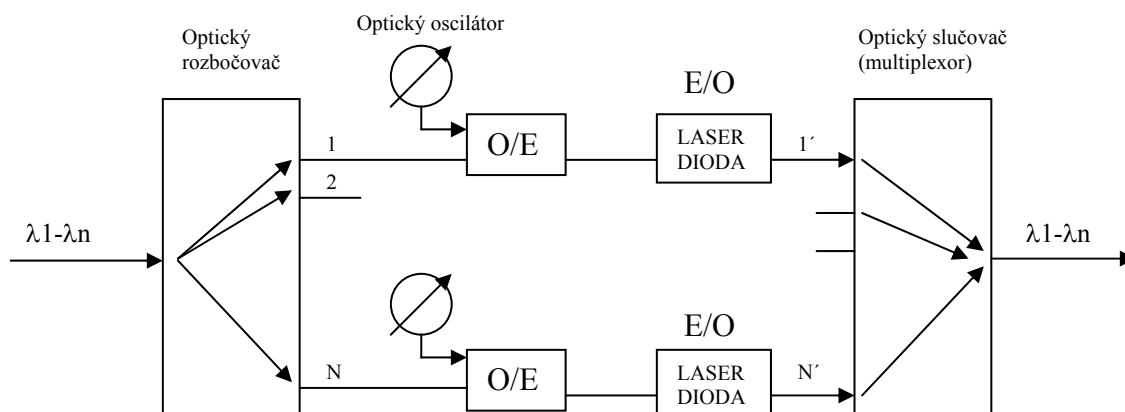 Optický
rozbočovač
Optický oscilátor
Optický slučovač
(multiplexor)
E/O
1
O/E
LASER
DIODA
1´
2
λ1-λn
λ1-λn
E/O
N
O/E
LASER
DIODA
N´